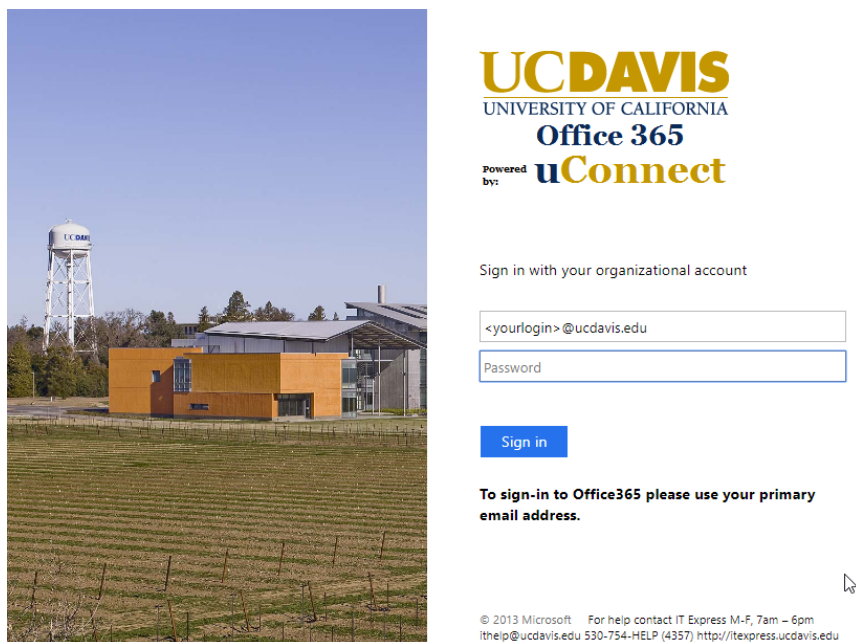 UC DAVIS
UCDAVIS
UNIVERSITY OF CALIFORNIA
Office 365
Powered by: uConnect
Sign in with your organizational account
<yourlogin>@ucdavis.edu
Password
Sign in
To sign-in to Office365 please use your primary
email address.
© 2013 Microsoft For help contact IT Express M-F, 7am – 6pm
ithelp@ucdavis.edu 530-754-HELP (4357) http://itexpress.ucdavis.edu